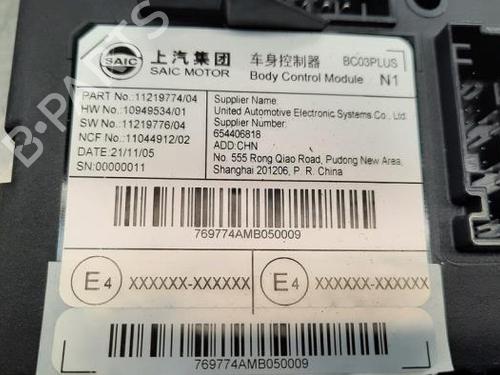 SAIC
上汽集团
SAIC MOTOR
车身控制器 BC03PLUS
Body Control Module N1
PART No.:11219774/04
HW No.:10949534/01
SW No.:11219776/04
NCF No.:11044912/02
DATE:21/11/05
SN:00000011
Supplier Name:
United Automotive Electronic Systems Co., Ltd.
Supplier Number:
654406818
ADD:CHN
No. 555 Rong Qiao Road, Pudong New Area,
Shanghai 201206, P. R. China
769774AMB050009
E4 XXXXXX-XXXXXX
E4 XXXXXX-XXXXXX
769774AMB050009
B-PARTS